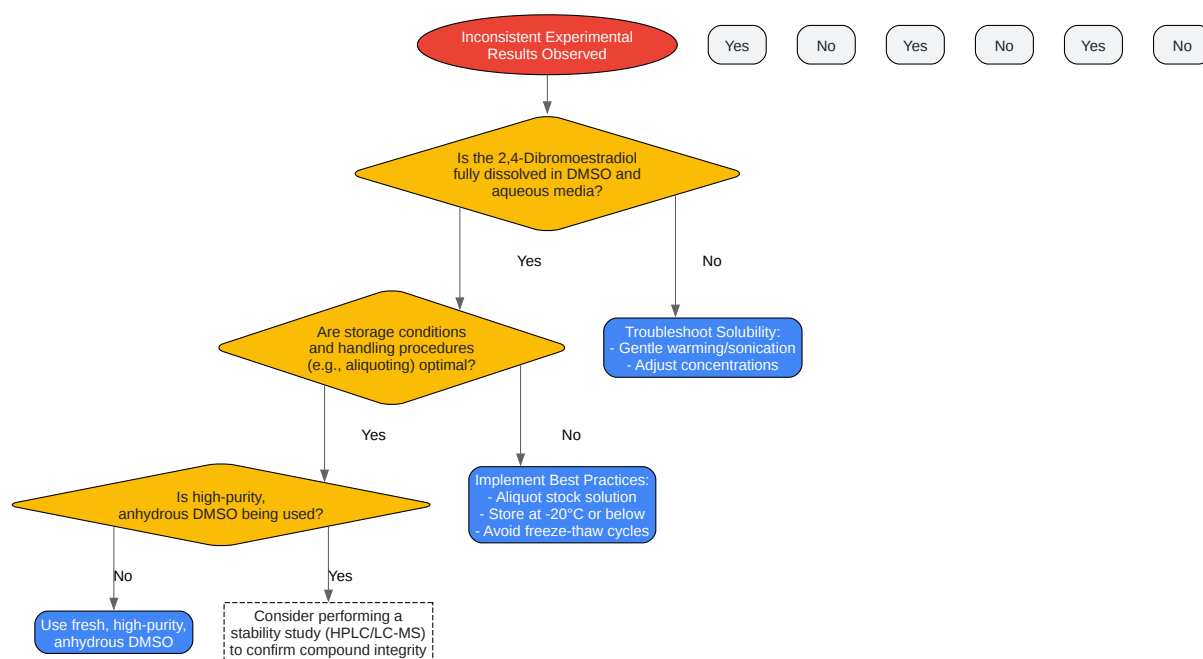 Inconsistent Experimental
Results Observed
Yes
No
Yes
No
Yes
No
Is the 2,4-Dibromoestradiol
fully dissolved in DMSO and
aqueous media?
Yes
No
Are storage conditions
and handling procedures
(e.g., aliquoting) optimal?
Troubleshoot Solubility:
- Gentle warming/sonication
- Adjust concentrations
Yes
No
Is high-purity,
anhydrous DMSO being used?
Implement Best Practices:
- Aliquot stock solution
- Store at -20°C or below
- Avoid freeze-thaw cycles
No
Yes
Use fresh, high-purity,
anhydrous DMSO
Consider performing a
stability study (HPLC/LC-MS)
to confirm compound integrity